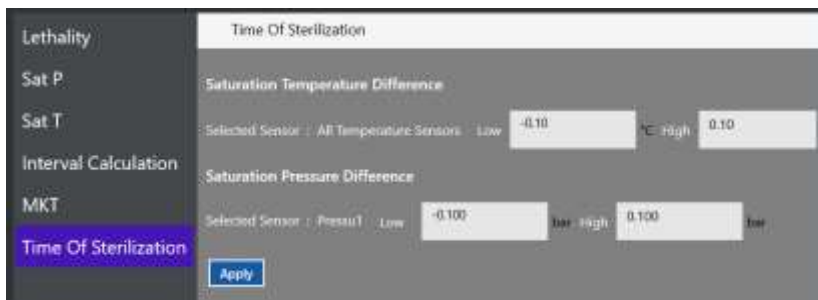 Lethality
Sat P
Sat T
Interval Calculation
MKT
Time Of Sterilization
Time Of Sterilization
Saturation Temperature Difference
Selected Sensor : All Temperature Sensors Low -0.10 °C High 0.10
Saturation Pressure Difference
Selected Sensor : Pressu1 Low -0.100 bar High 0.100 bar
Apply